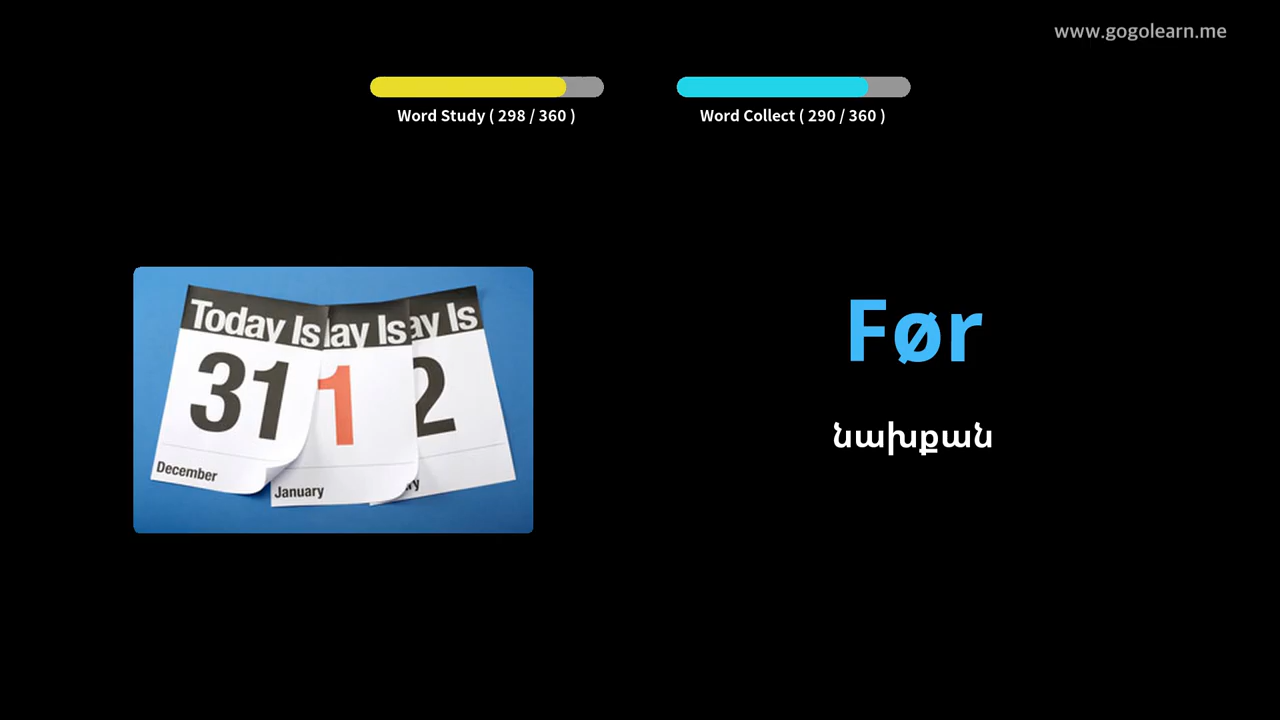 www.gogolearn.me
Word Study ( 298 / 360 )
Word Collect ( 290 / 360 )
Today Is
ay Is
ay Is
31
1
2
December
January
ry
Før
նախքան